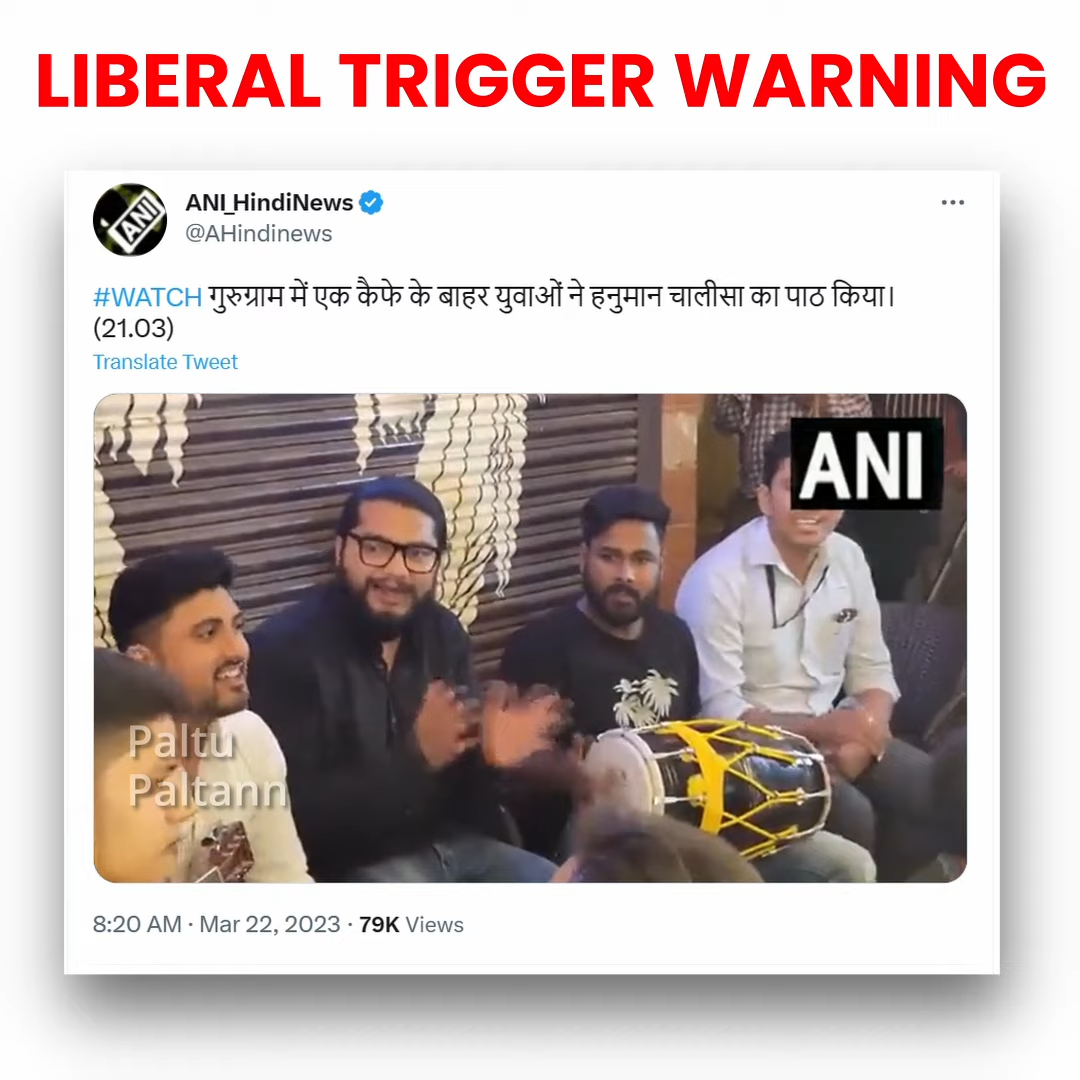 LIBERAL TRIGGER WARNING
ANI_HindiNews
@AHindinews
#WATCH गुरुग्राम में एक कैफे के बाहर युवाओं ने हनुमान चालीसा का पाठ किया।
(21.03)
Translate Tweet
ANI
ANI
Paltu
Paltann
8:20 AM · Mar 22, 2023 · 79K Views